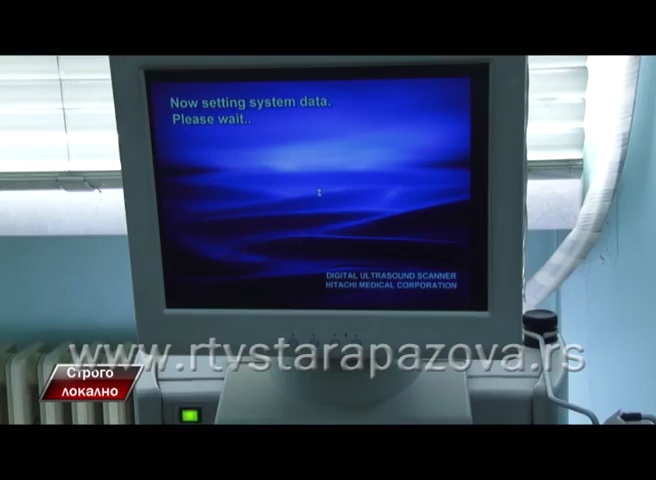 Now setting system data.
Please wait..
DIGITAL ULTRASOUND SCANNER
HITACHI MEDICAL CORPORATION
www.rtvstarapazova.rs
Строго
локално